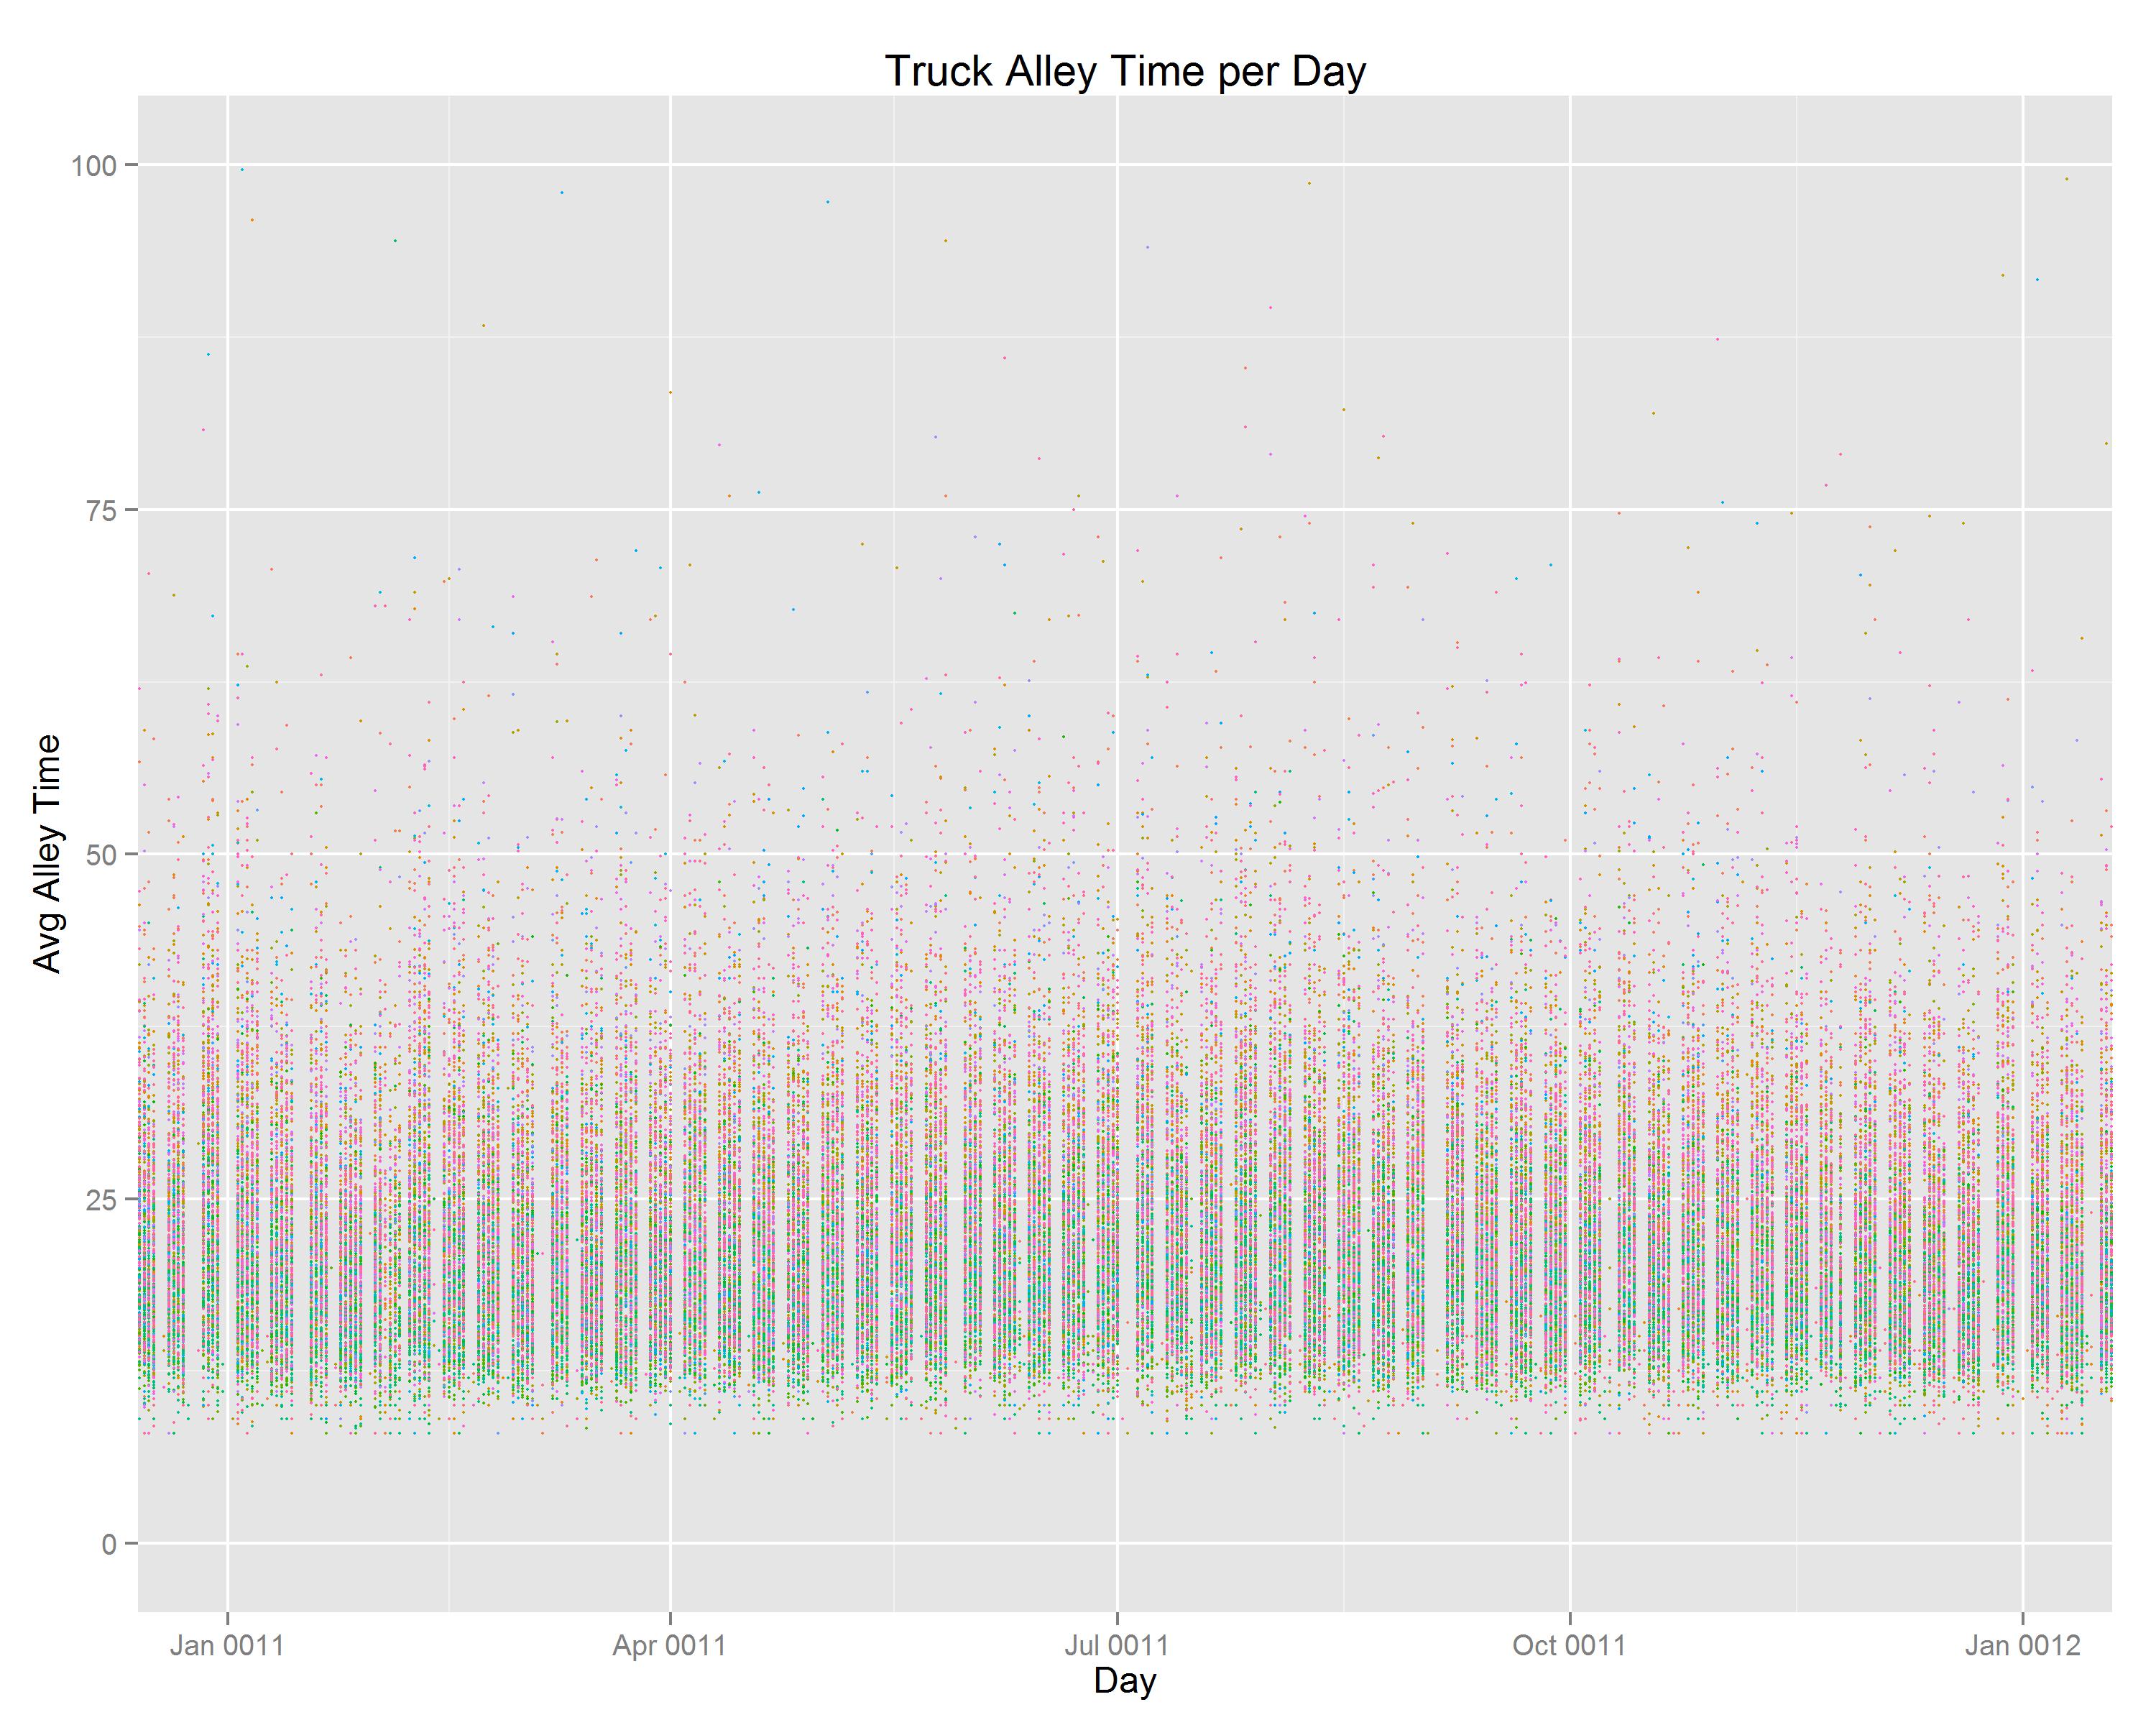 Truck Alley Time per Day
100
75
50
25
0
Avg Alley Time
Jan 0011
Apr 0011
Jul 0011
Oct 0011
Jan 0012
Day